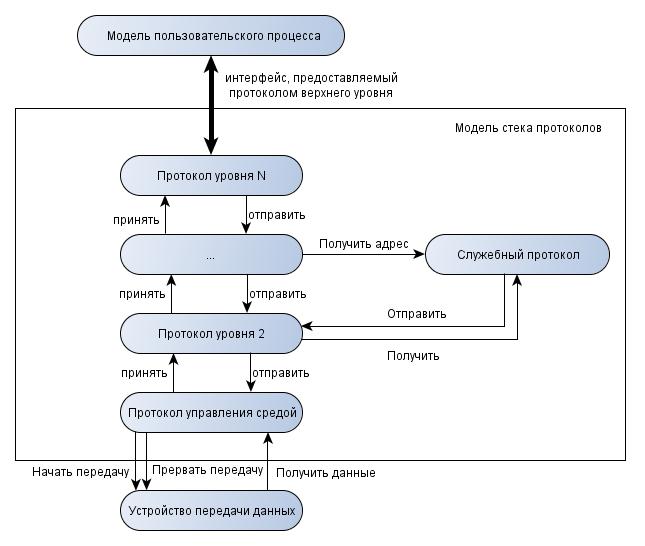 Модель пользовательского процесса
интерфейс, предоставляемый
протоколом верхнего уровня
Модель стека протоколов
Протокол уровня N
принять
отправить
...
Получить адрес
Служебный протокол
принять
отправить
Отправить
Протокол уровня 2
Получить
принять
отправить
Протокол управления средой
Начать передачу
Прервать передачу
Получить данные
Устройство передачи данных